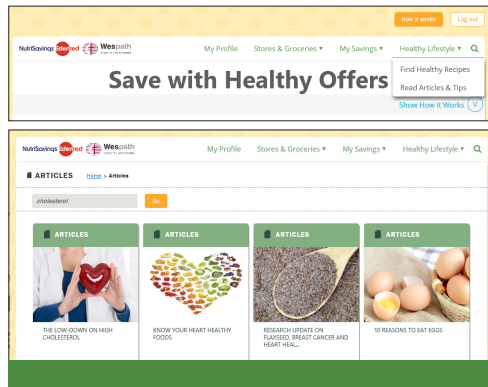 How it works Log out
NutriSavings Edenred Wespath
My Profile Stores & Groceries ▾ My Savings ▾ Healthy Lifestyle ▾
Find Healthy Recipes
Read Articles & Tips
Save with Healthy Offers
Show How It Works
NutriSavings Edenred Wespath
My Profile Stores & Groceries ▾ My Savings ▾ Healthy Lifestyle ▾
ARTICLES Home > Articles
cholesterol Go
ARTICLES ARTICLES ARTICLES ARTICLES
THE LOW-DOWN ON HIGH CHOLESTEROL
KNOW YOUR HEART HEALTHY FOODS
RESEARCH UPDATE ON FLAXSEED, BREAST CANCER AND HEART HEAL...
10 REASONS TO EAT EGGS